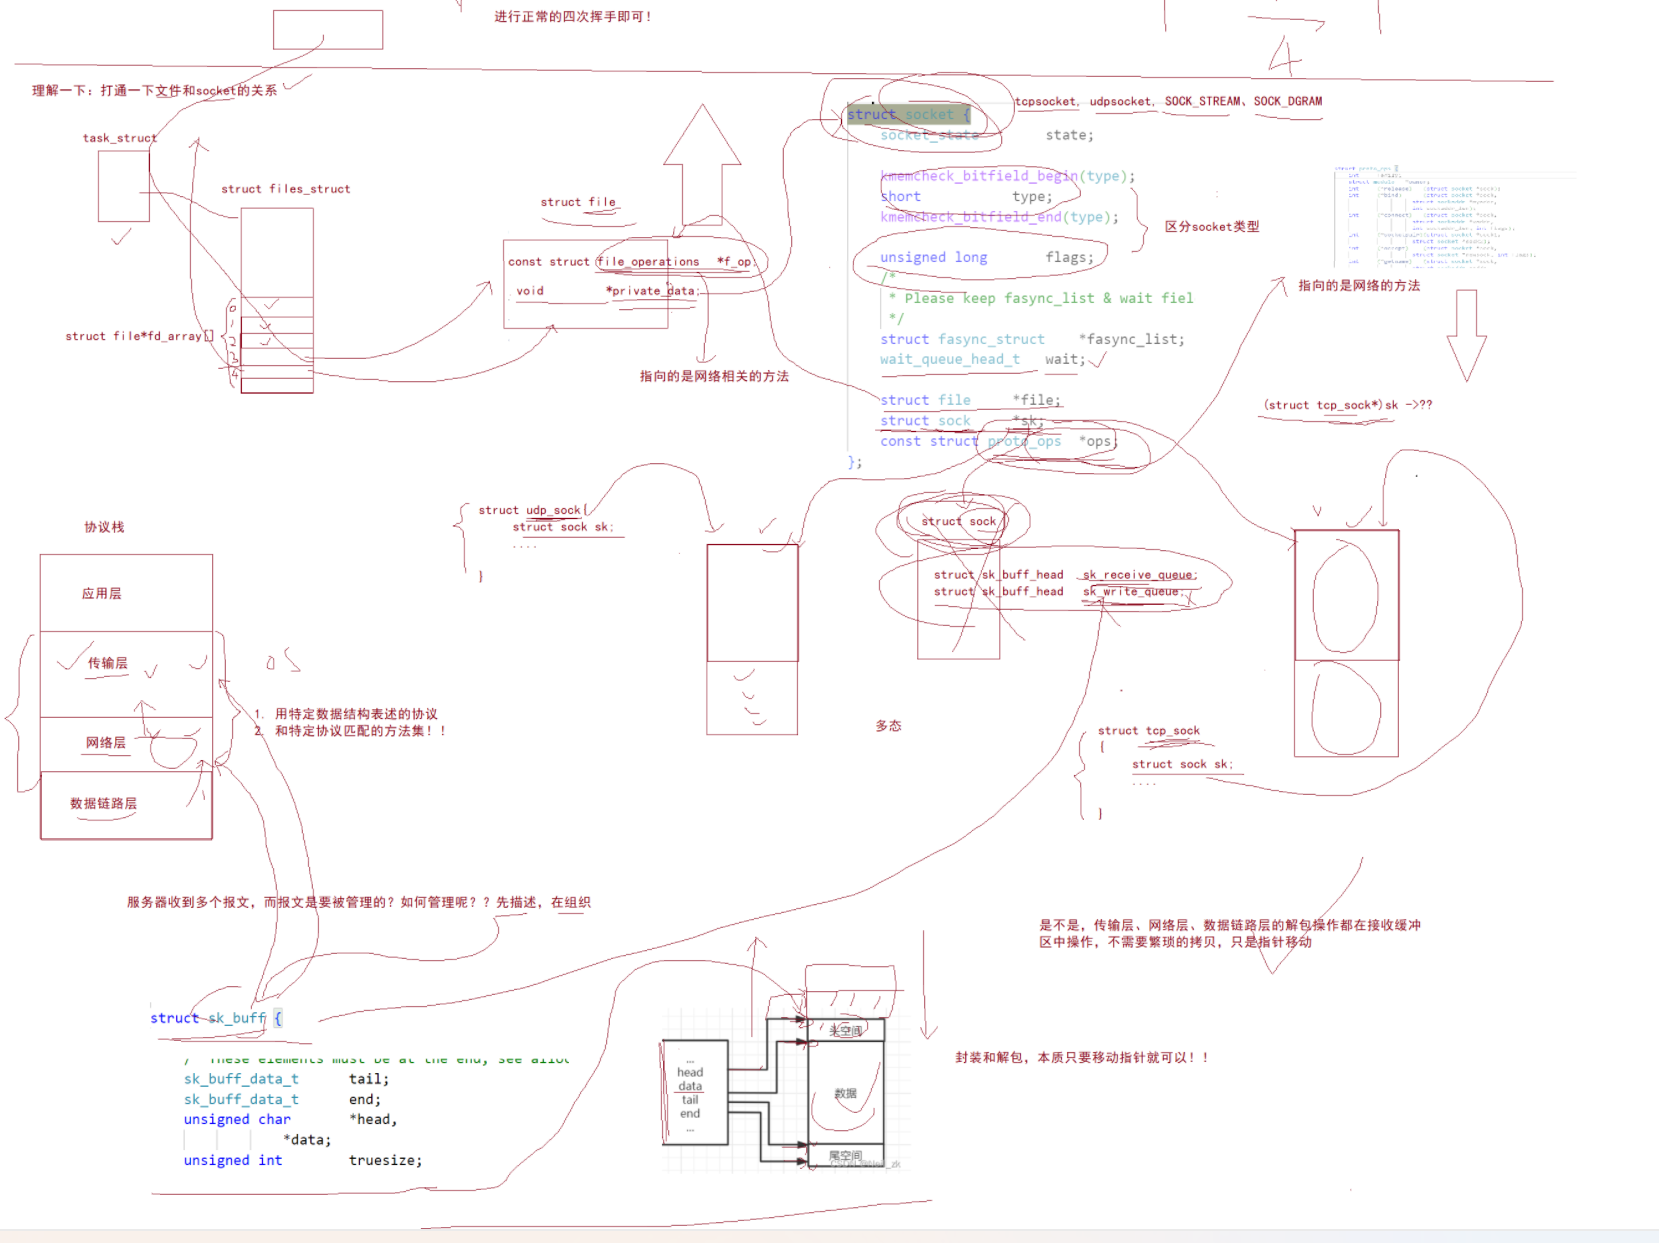 进行正常的四次挥手即可！
4
理解一下：打通一下文件和socket的关系
task_struct
struct files_struct
struct file*fd_array[]
0
1
2
3
4
struct file
const struct file_operations *f_op;
void *private_data;
指向的是网络相关的方法
tcpsocket, udpsocket, SOCK_STREAM、SOCK_DGRAM
struct socket {
socket_state state;
kmemcheck_bitfield_begin(type);
short type;
kmemcheck_bitfield_end(type);
unsigned long flags;
/*
* Please keep fasync_list & wait fiel
*/
struct fasync_struct *fasync_list;
wait_queue_head_t wait;
struct file *file;
struct sock *sk;
const struct proto_ops *ops;
};
区分socket类型
struct proto_ops {
指向的是网络的方法
(struct tcp_sock*)sk ->??
协议栈
应用层
传输层
网络层
数据链路层
OS
1. 用特定数据结构表述的协议
2. 和特定协议匹配的方法集！！
struct udp_sock{
struct sock sk;
....
}
struct sock
struct sk_buff_head sk_receive_queue;
struct sk_buff_head sk_write_queue;
多态
struct tcp_sock
{
struct sock sk;
....
}
服务器收到多个报文，而报文是要被管理的？如何管理呢？？先描述，在组织
是不是，传输层、网络层、数据链路层的解包操作都在接收缓冲
区中操作，不需要繁琐的拷贝，只是指针移动
struct sk_buff {
/* These elements must be at the end, see alloc
sk_buff_data_t tail;
sk_buff_data_t end;
unsigned char *head,
*data;
unsigned int truesize;
...
head
data
tail
end
...
头空间
数据
尾空间
封装和解包，本质只要移动指针就可以！！